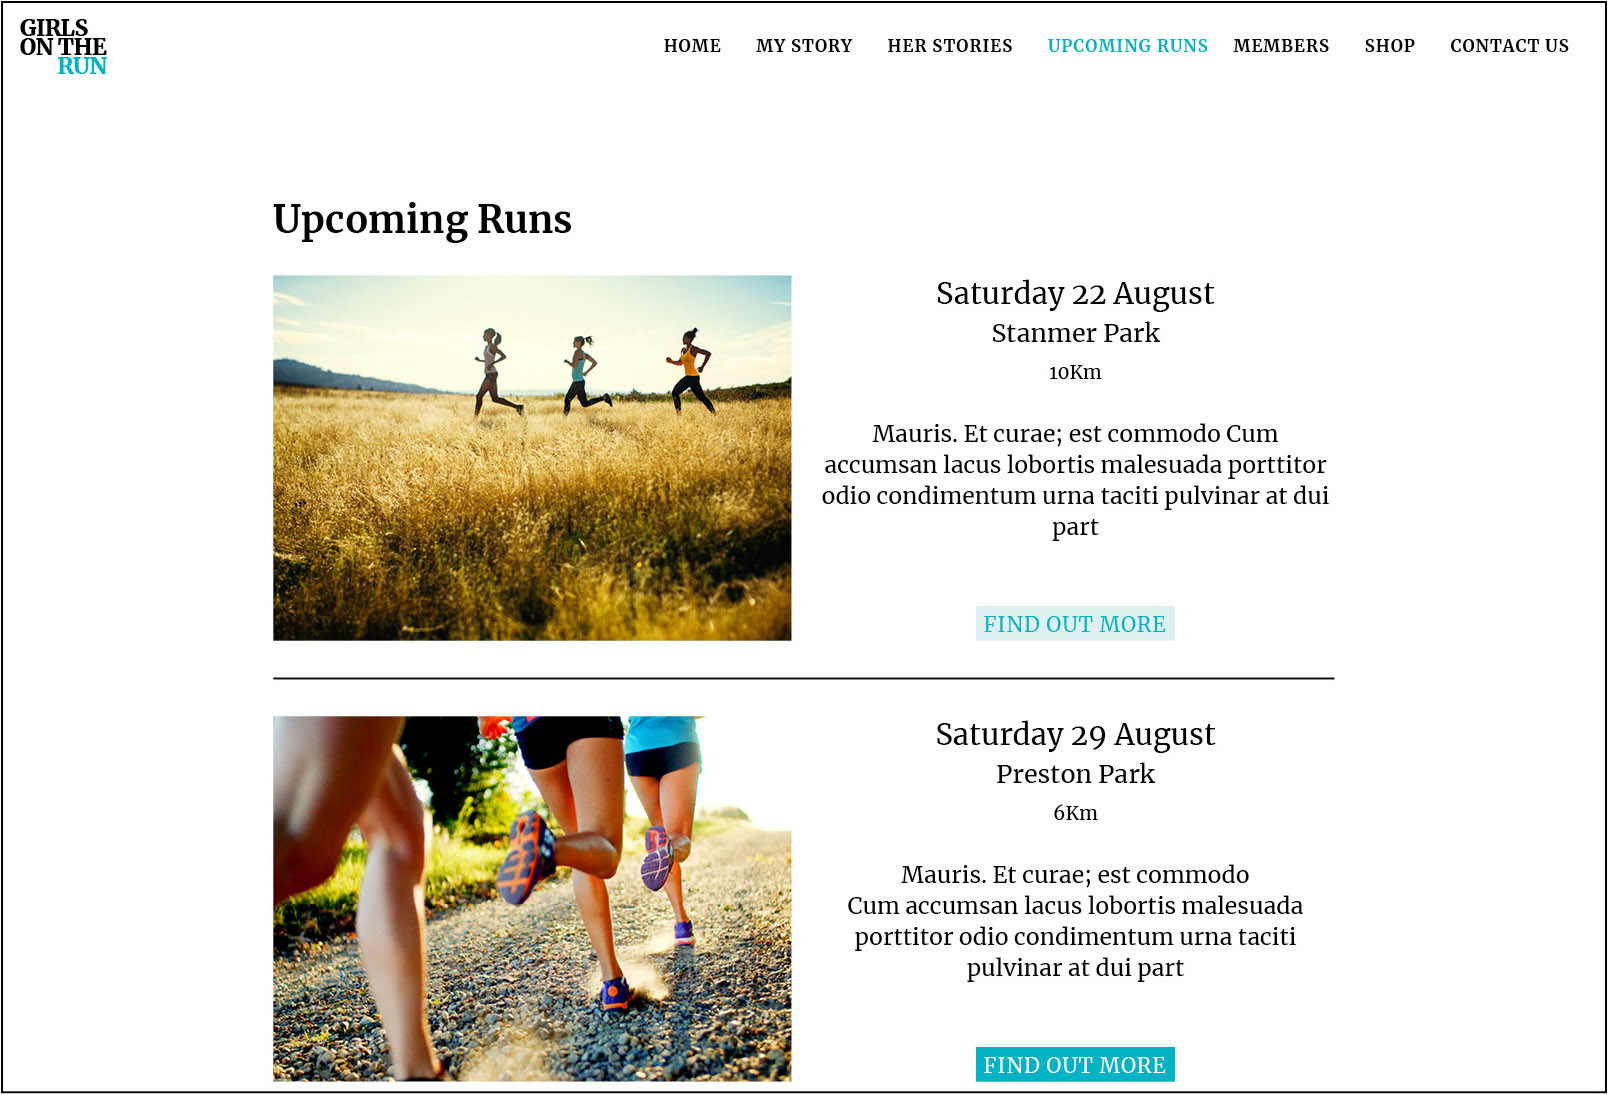 GIRLS
ON THE
RUN
HOME MY STORY HER STORIES UPCOMING RUNS MEMBERS SHOP CONTACT US
Upcoming Runs
Saturday 22 August
Stanmer Park
10Km
Mauris. Et curae; est commodo Cum
accumsan lacus lobortis malesuada porttitor
odio condimentum urna taciti pulvinar at dui
part
FIND OUT MORE
Saturday 29 August
Preston Park
6Km
Mauris. Et curae; est commodo
Cum accumsan lacus lobortis malesuada
porttitor odio condimentum urna taciti
pulvinar at dui part
FIND OUT MORE